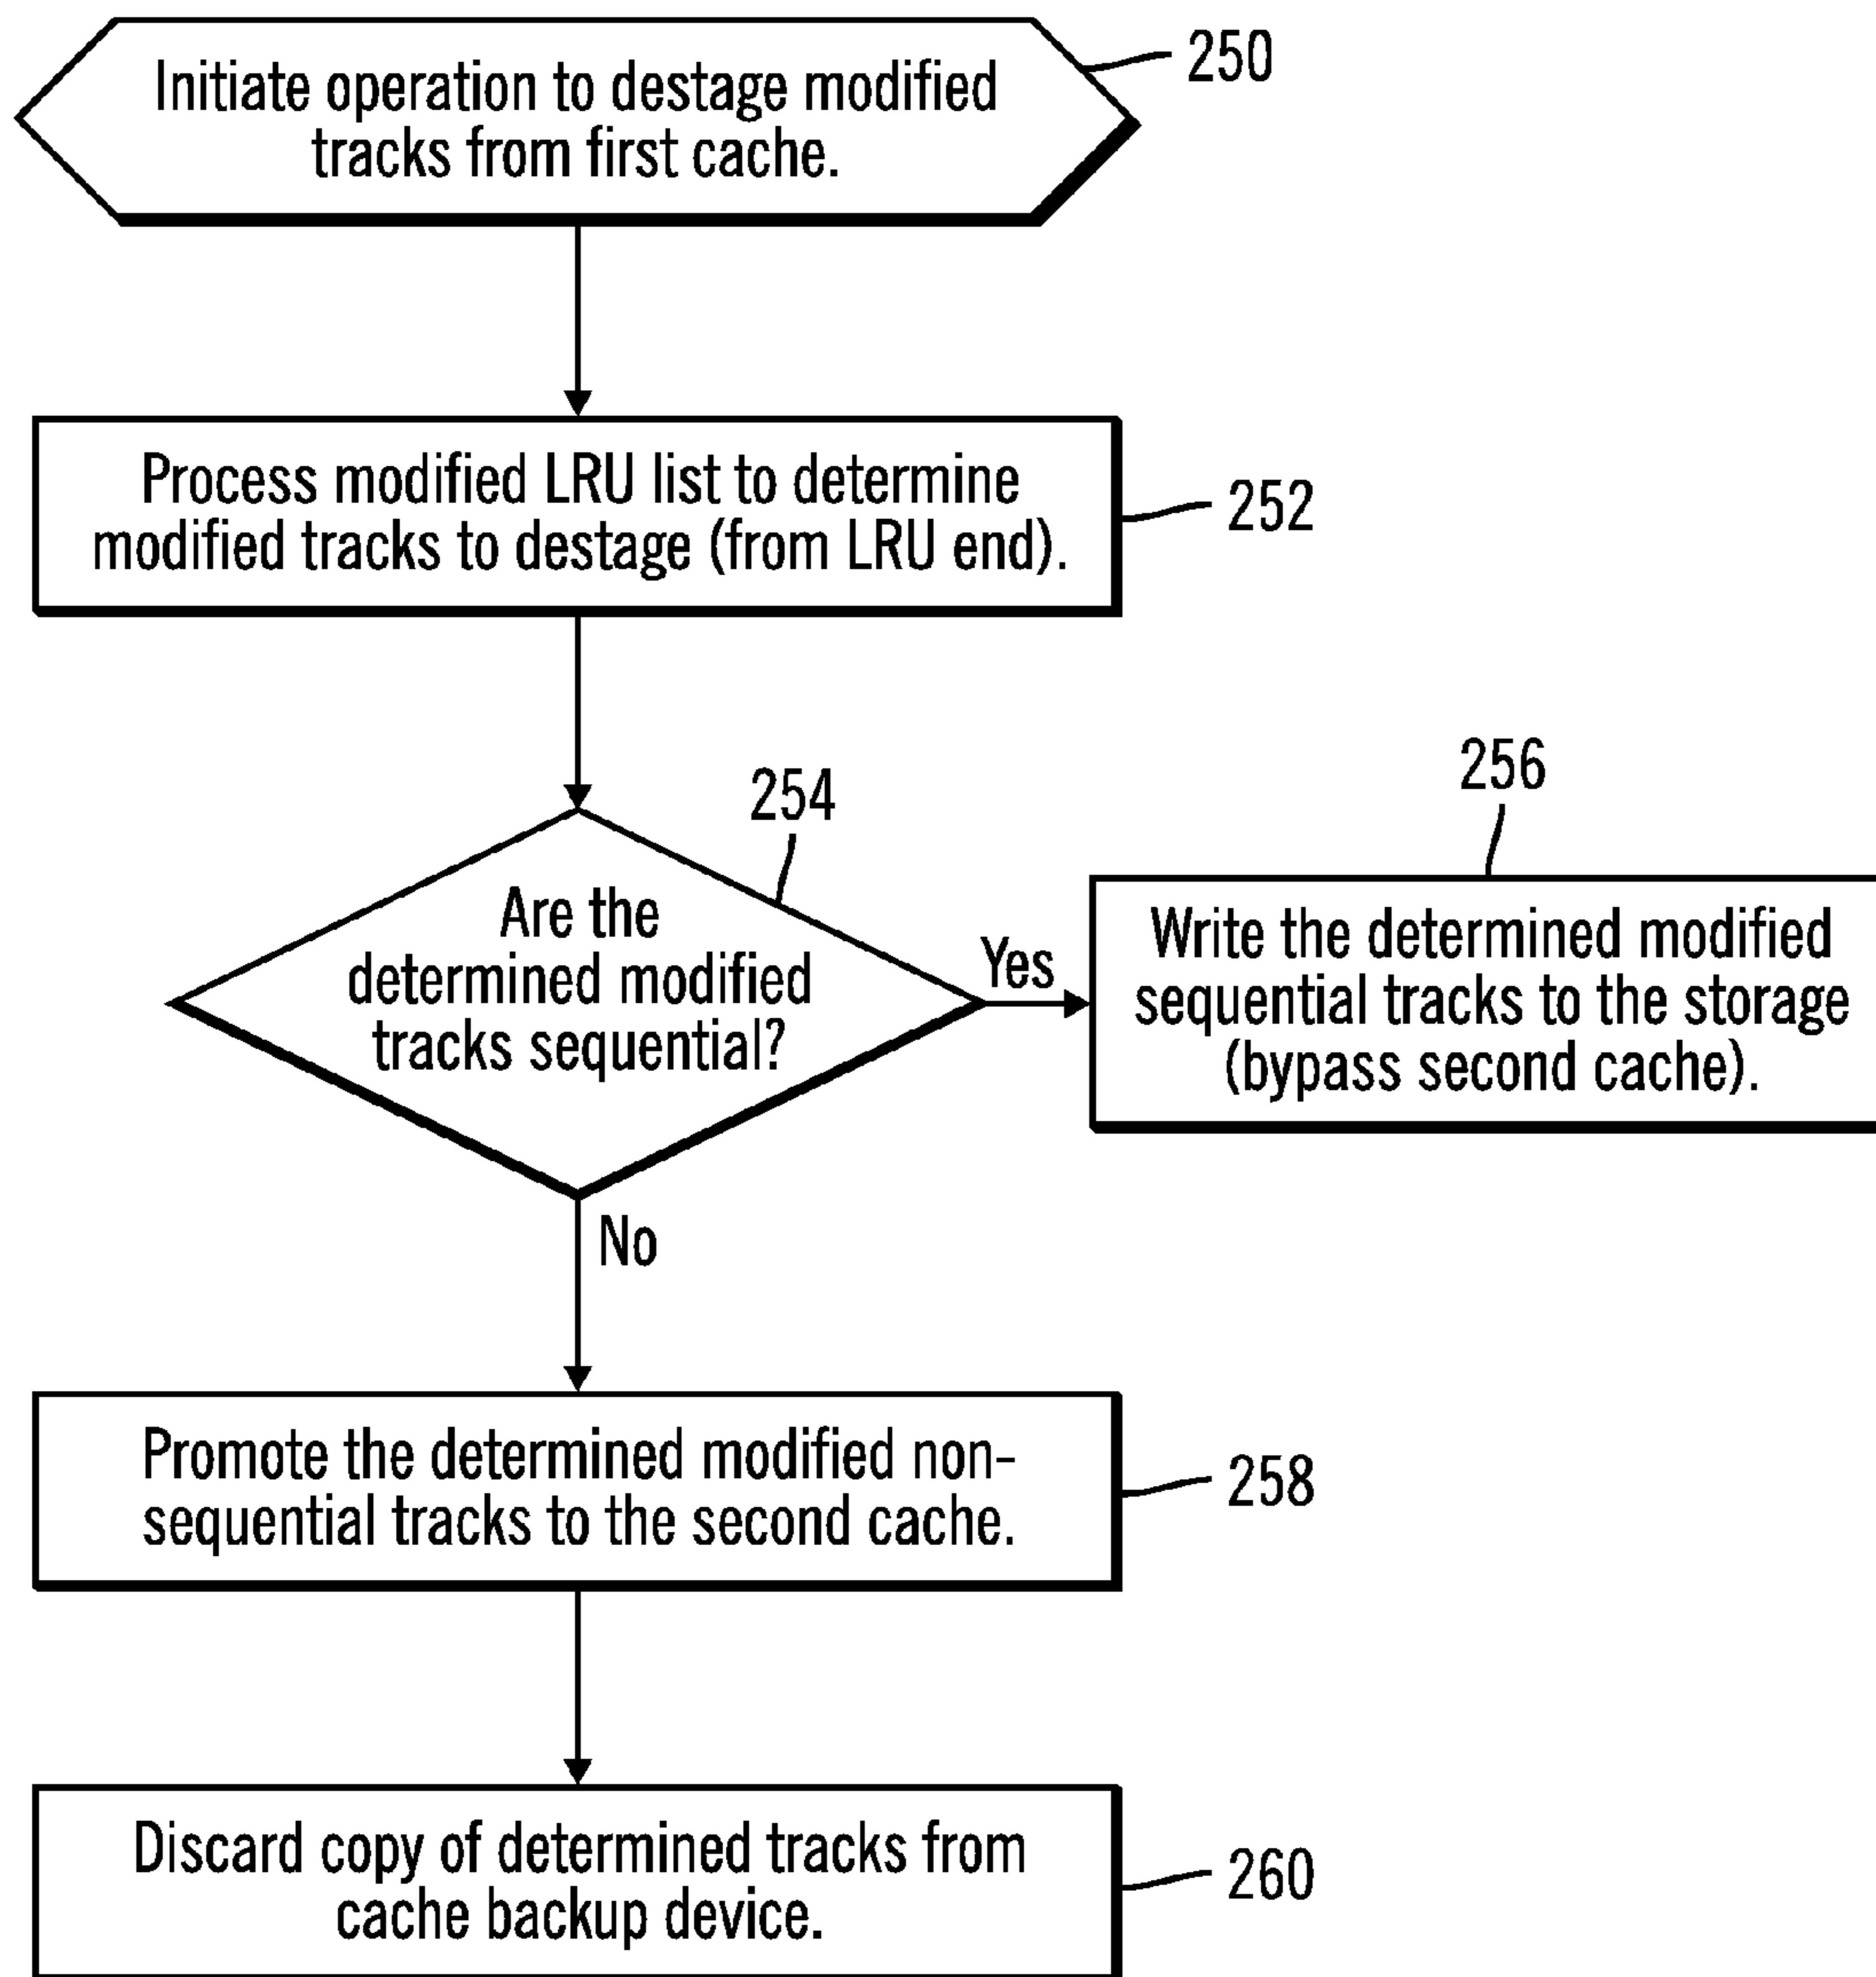 Initiate operation to destage modified
tracks from first cache.
250
Process modified LRU list to determine
modified tracks to destage (from LRU end).
252
254
Are the
determined modified
tracks sequential?
Yes
256
Write the determined modified
sequential tracks to the storage
(bypass second cache).
No
Promote the determined modified non-
sequential tracks to the second cache.
258
Discard copy of determined tracks from
cache backup device.
260